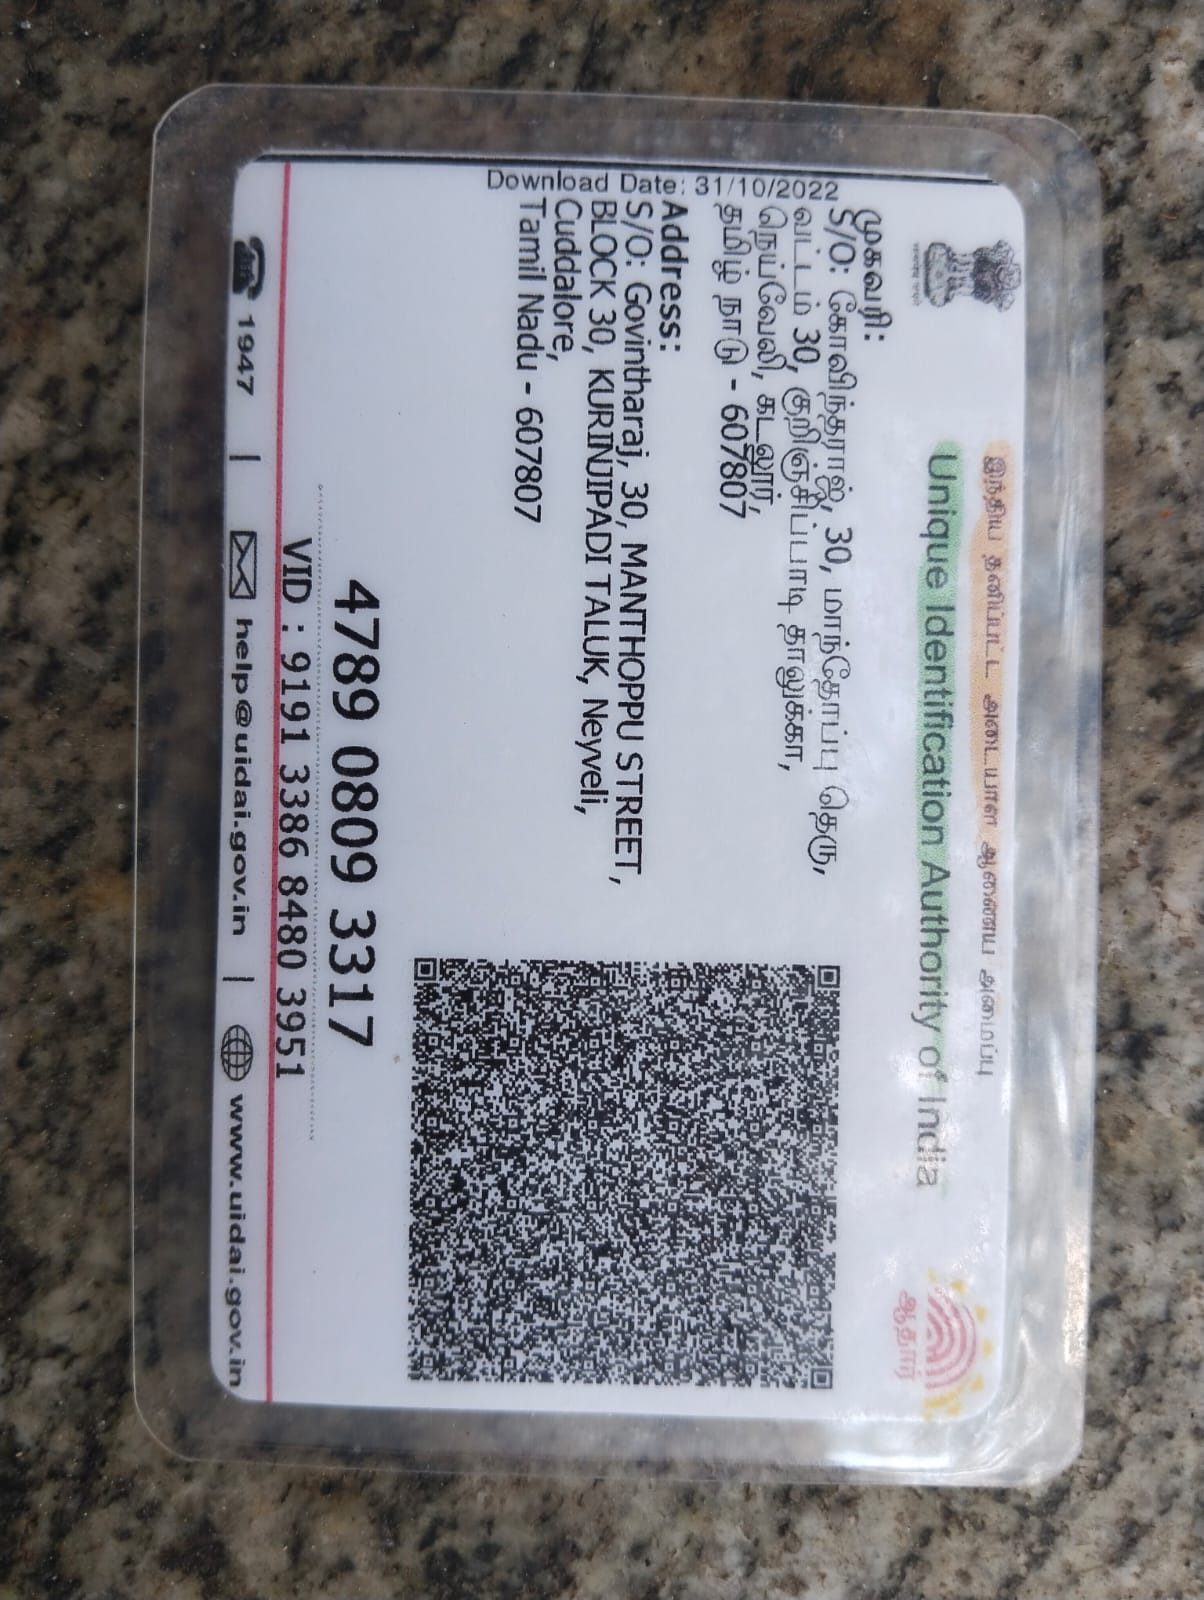 இந்திய தனிப்பட்ட அடையாள ஆணைய அமைப்பு
Unique Identification Authority of India
ஆதார்
Download Date: 31/10/2022
முகவரி:
S/O: கோவிந்தராஜ், 30, மாந்தோப்பு தெரு,
வட்டம் 30, குறிஞ்சிப்பாடி தாலுக்கா,
நெய்வேலி, கடலூர்,
தமிழ் நாடு - 607807
Address:
S/O: Govintharaj, 30, MANTHOPPU STREET,
BLOCK 30, KURINJIPADI TALUK, Neyveli,
Cuddalore,
Tamil Nadu - 607807
4789 0809 3317
VID : 9191 3386 8480 3951
1947 | help@uidai.gov.in | www.uidai.gov.in